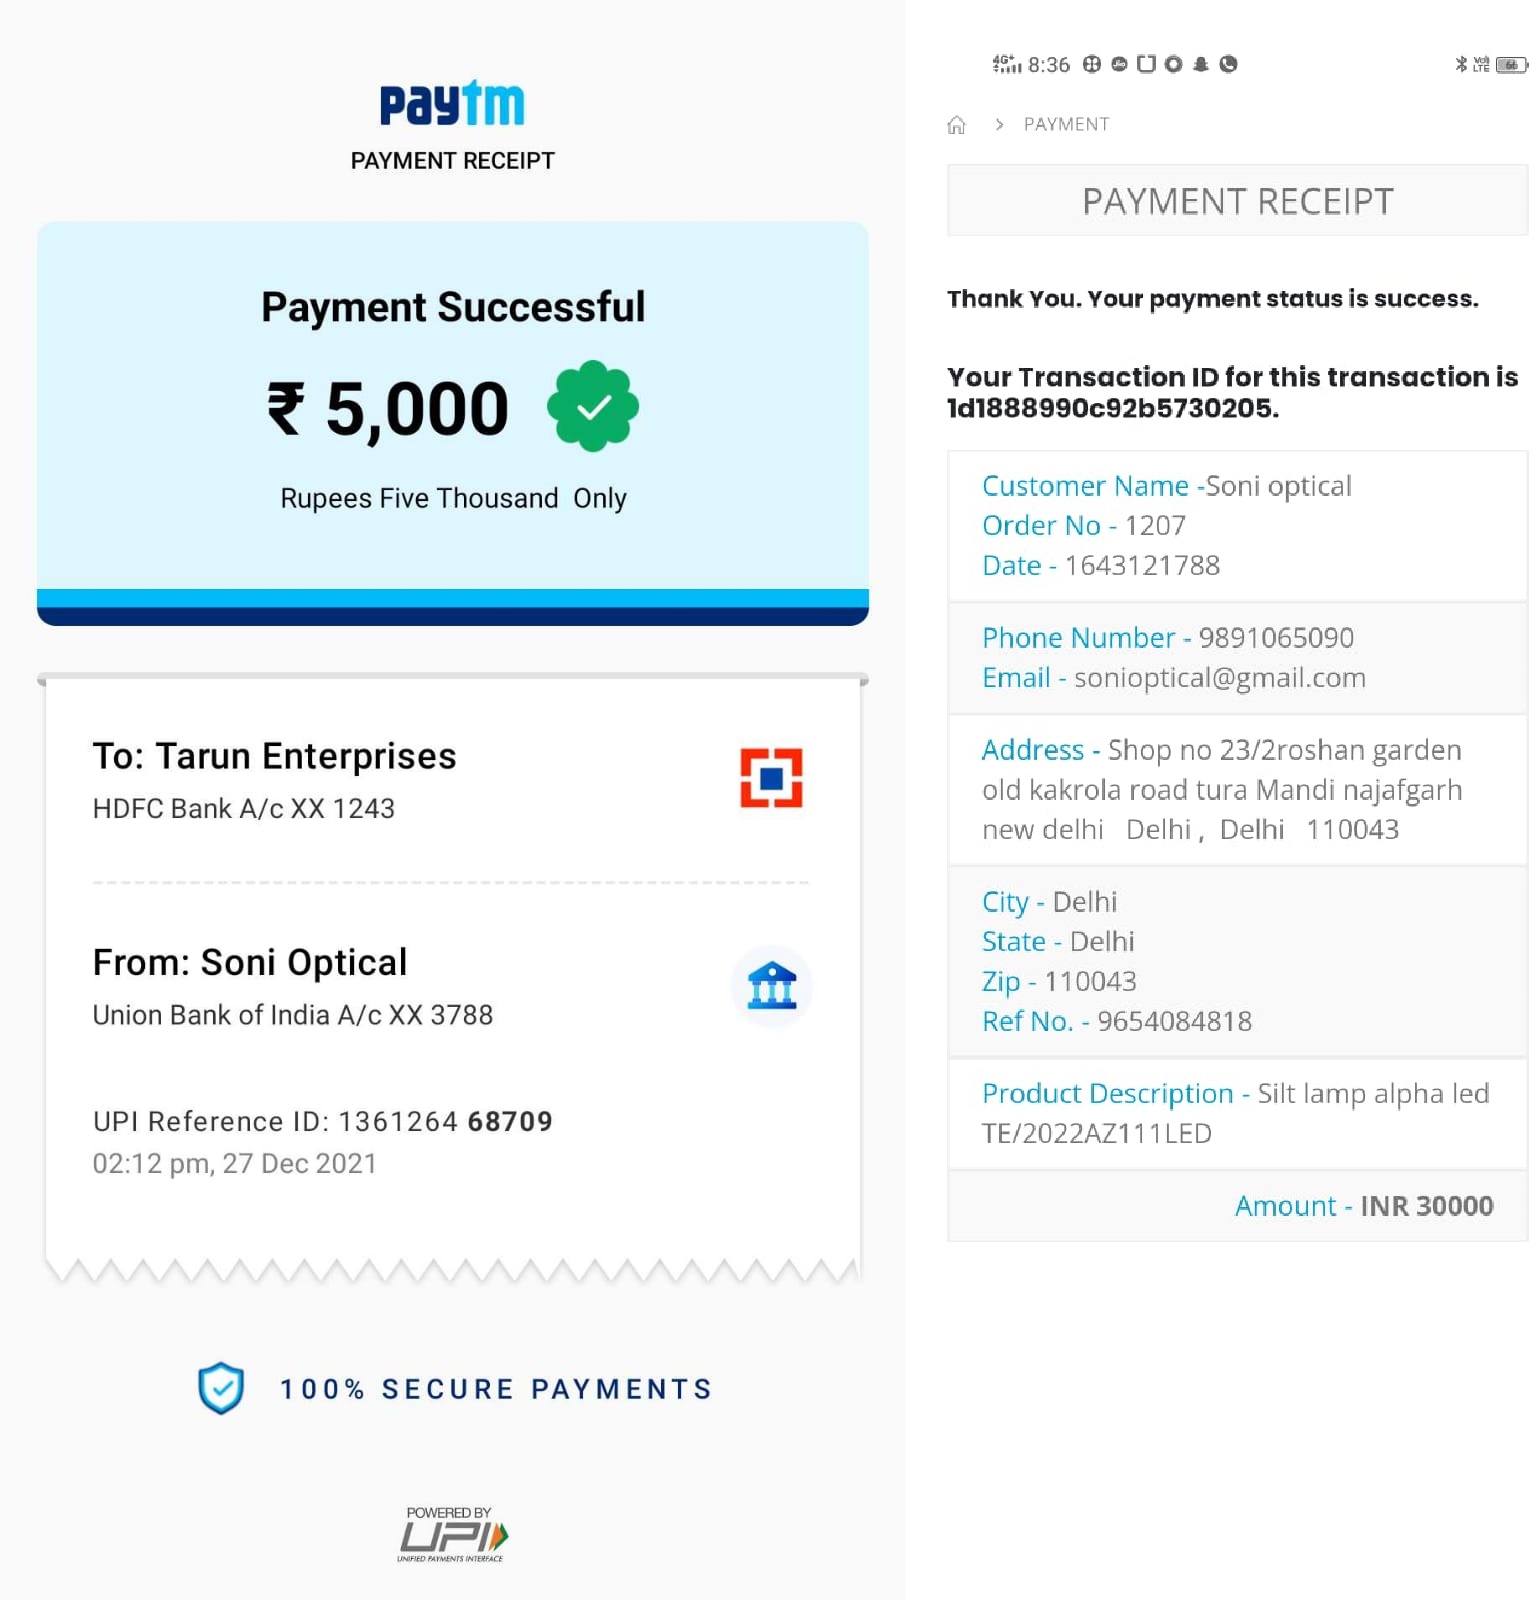 paytm
PAYMENT RECEIPT
Payment Successful
₹ 5,000
Rupees Five Thousand  Only
To: Tarun Enterprises
HDFC Bank A/c XX 1243
From: Soni Optical
Union Bank of India A/c XX 3788
UPI Reference ID: 1361264 68709
02:12 pm, 27 Dec 2021
100% SECURE PAYMENTS
POWERED BY
UPI
UNIFIED PAYMENTS INTERFACE
4G+ 8:36 Jio VoI) LTE 66
> PAYMENT
PAYMENT RECEIPT
Thank You. Your payment status is success.
Your Transaction ID for this transaction is
1d1888990c92b5730205.
Customer Name -Soni optical
Order No - 1207
Date - 1643121788
Phone Number - 9891065090
Email - sonioptical@gmail.com
Address - Shop no 23/2roshan garden
old kakrola road tura Mandi najafgarh
new delhi   Delhi ,  Delhi   110043
City - Delhi
State - Delhi
Zip - 110043
Ref No. - 9654084818
Product Description - Silt lamp alpha led
TE/2022AZ111LED
Amount - INR 30000